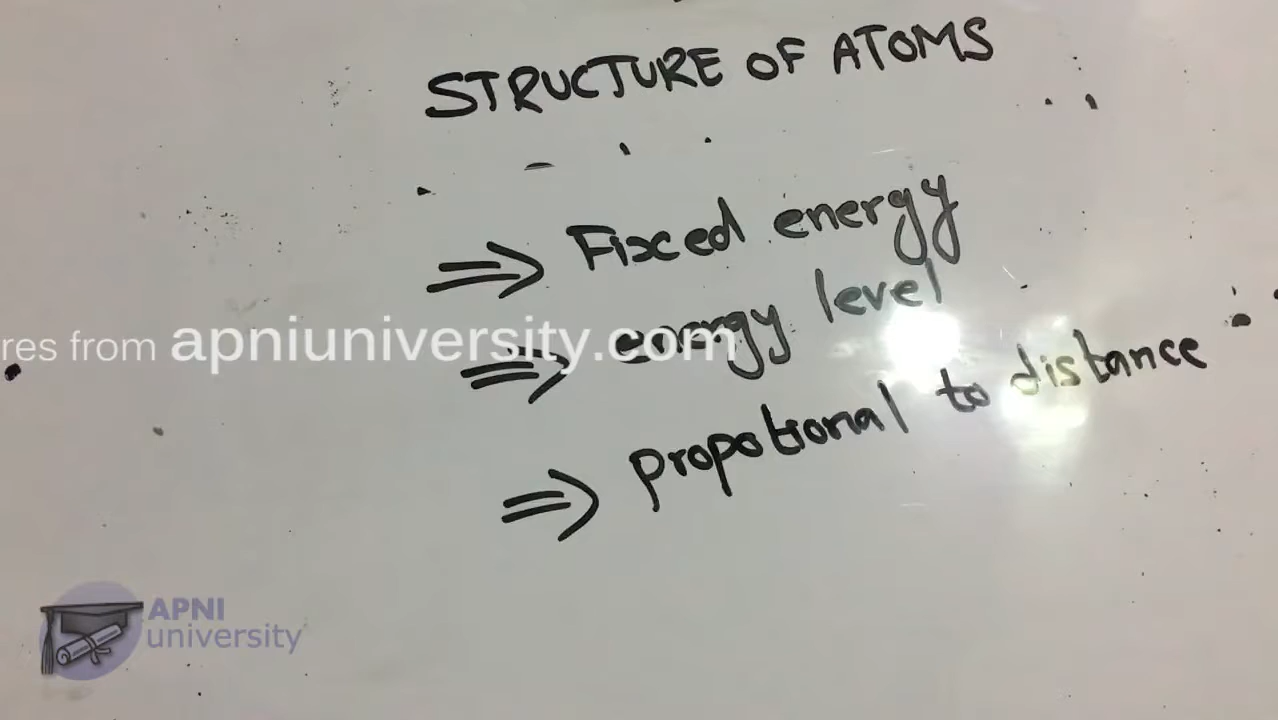 STRUCTURE OF ATOMS
⇒ Fixed energy
⇒ energy level
res from apniuniversity.com
⇒ propotional to distance
APNI
university